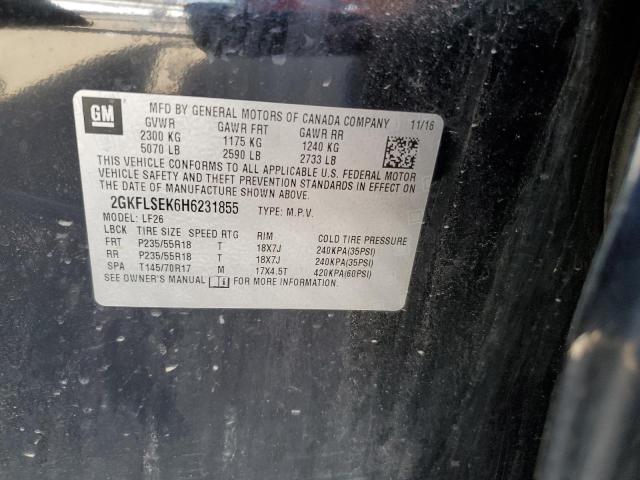 GM
MFD BY GENERAL MOTORS OF CANADA COMPANY 11/16
GVWR GAWR FRT GAWR RR
2300 KG 1175 KG 1240 KG
5070 LB 2590 LB 2733 LB
THIS VEHICLE CONFORMS TO ALL APPLICABLE U.S. FEDERAL MOTOR
VEHICLE SAFETY AND THEFT PREVENTION STANDARDS IN EFFECT ON
THE DATE OF MANUFACTURE SHOWN ABOVE.
2GKFLSEK6H6231855 TYPE: M.P.V.
MODEL: LF26
LBCK TIRE SIZE SPEED RTG RIM COLD TIRE PRESSURE
FRT P235/55R18 T 18X7J 240KPA(35PSI)
RR P235/55R18 T 18X7J 240KPA(35PSI)
SPA T145/70R17 M 17X4.5T 420KPA(60PSI)
SEE OWNER'S MANUAL i FOR MORE INFORMATION.